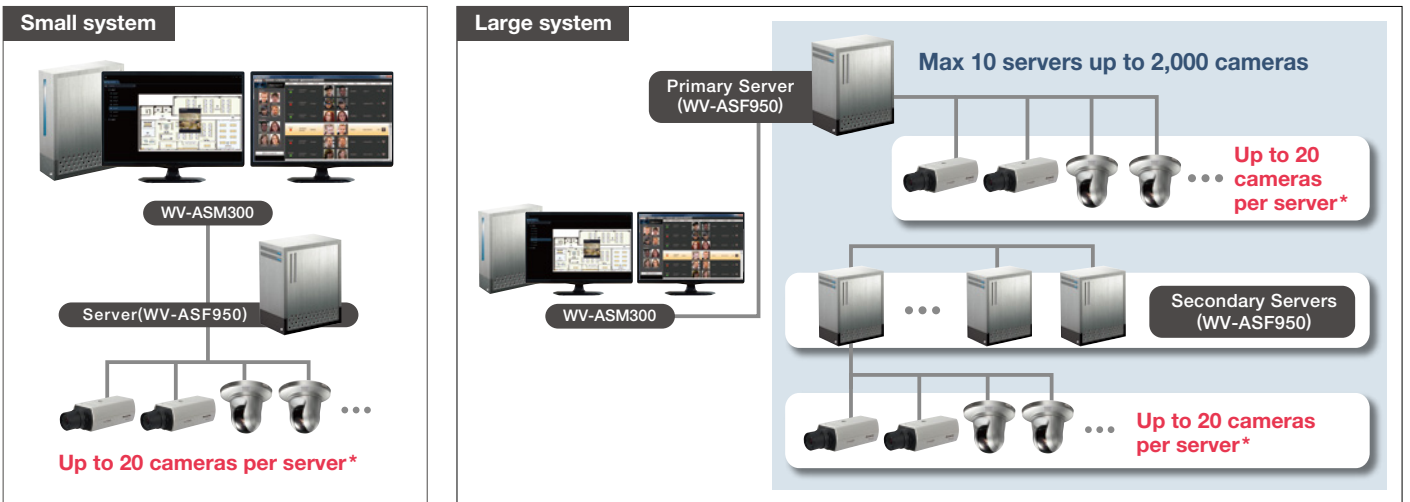 Small system
WV-ASM300
Server(WV-ASF950)
Up to 20 cameras per server*
Large system
Max 10 servers up to 2,000 cameras
Primary Server
(WV-ASF950)
Up to 20
cameras
per server*
WV-ASM300
Secondary Servers
(WV-ASF950)
Up to 20 cameras
per server*